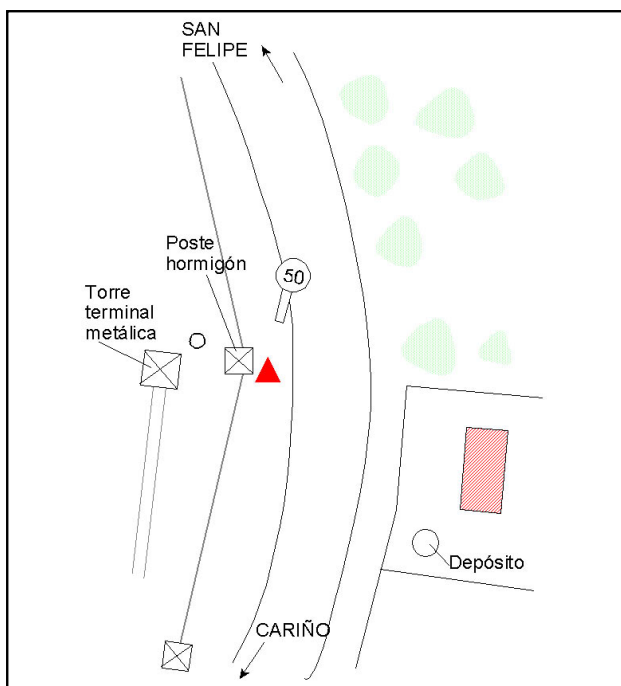 SAN
FELIPE
Poste
hormigón
50
Torre
terminal
metálica
Depósito
CARIÑO